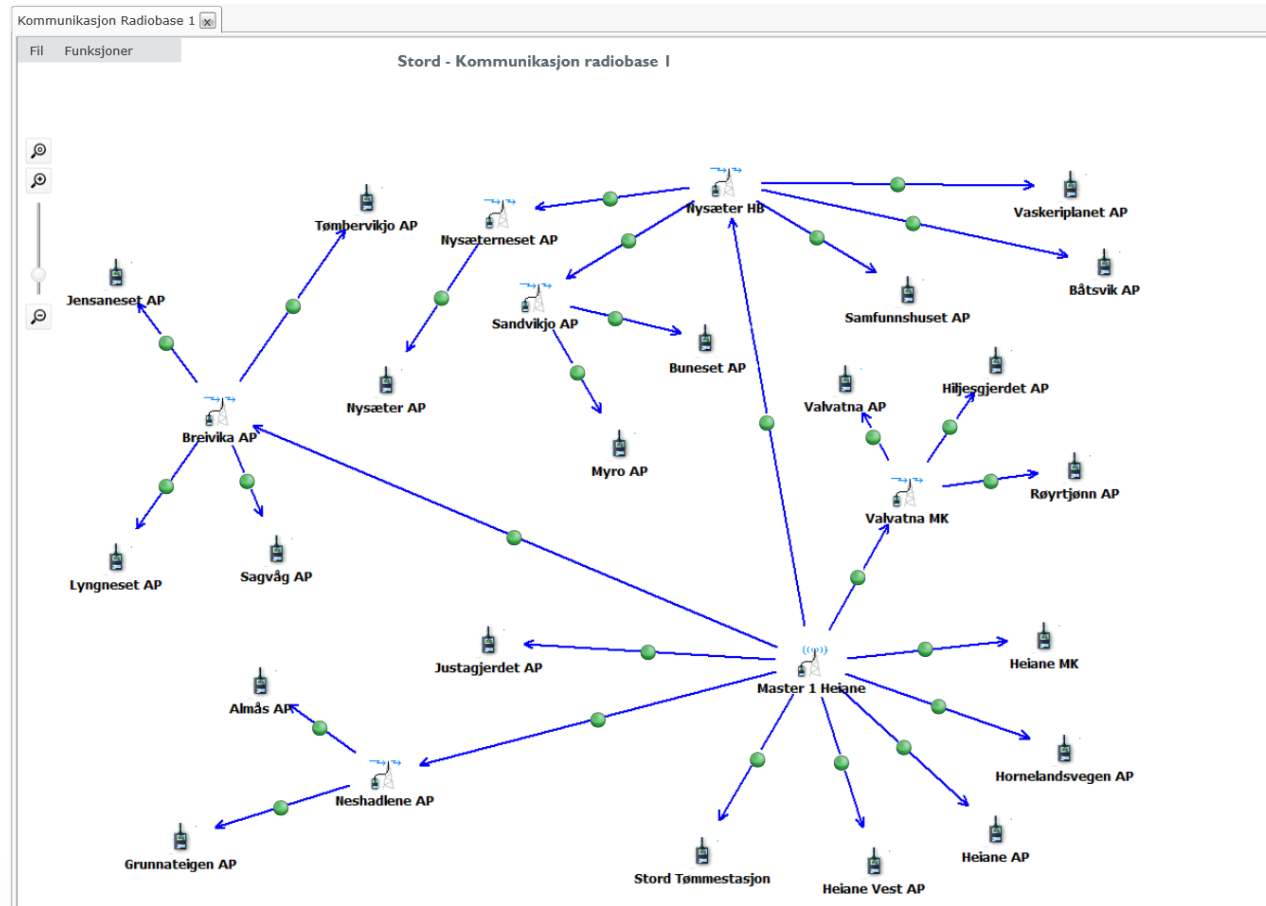 Kommunikasjon Radiobase 1
Fil Funksjoner
Stord - Kommunikasjon radiobase 1
Tømbervikjo AP
Nysæterneset AP
Nysæter HB
Vaskeriplanet AP
Jensaneset AP
Båtsvik AP
Sandvikjo AP
Samfunnshuset AP
Buneset AP
Hiljesgjerdet AP
Nysæter AP
Valvatna AP
Breivika AP
Myro AP
Røyrtjønn AP
Valvatna MK
Lyngneset AP
Sagvåg AP
Justagjerdet AP
Heiane MK
Master 1 Heiane
Almås AP
Hornelandsvegen AP
Neshadlene AP
Grunnateigen AP
Heiane AP
Stord Tømmestasjon
Heiane Vest AP